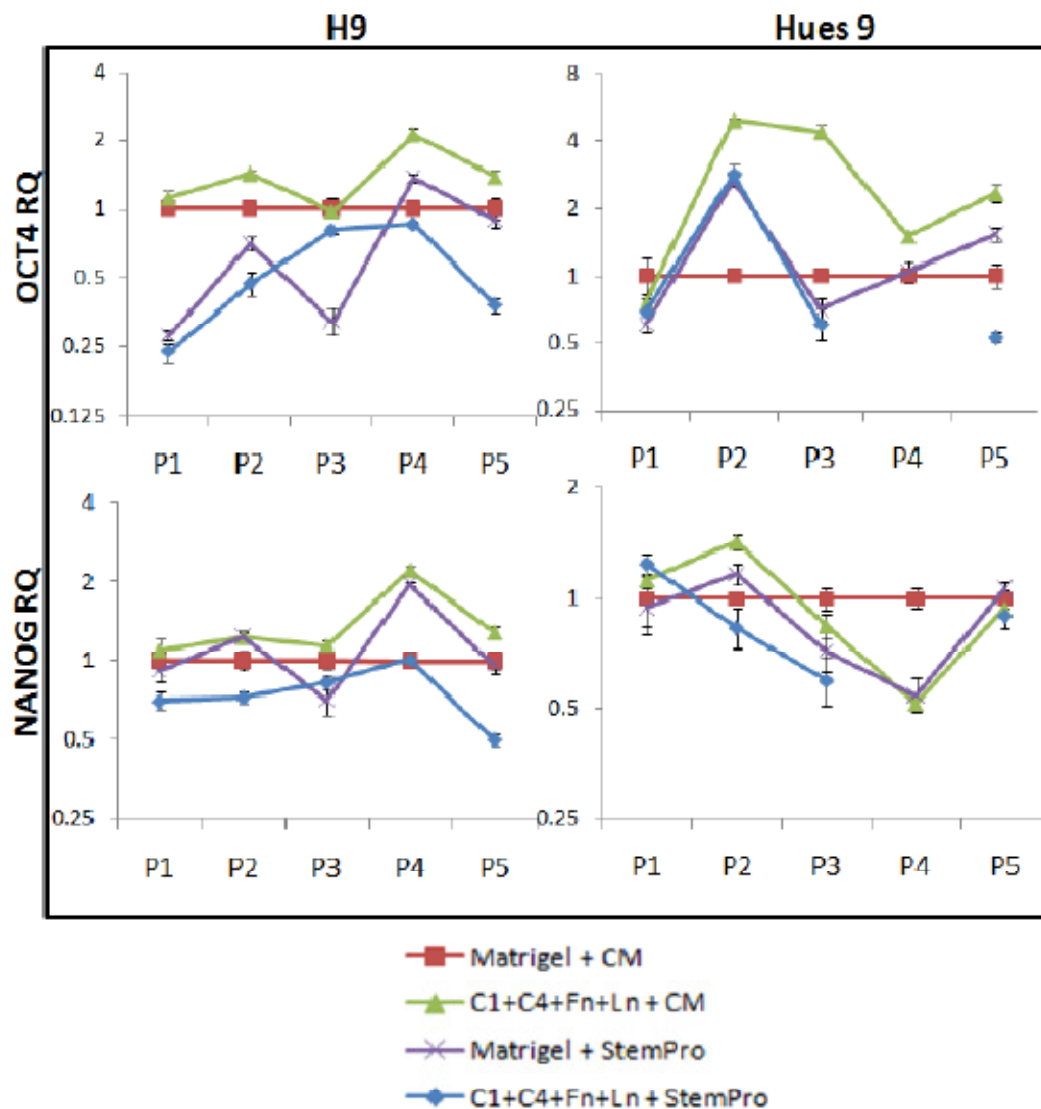 H9
Hues 9
OCT4 RQ
4
2
1
0.5
0.25
0.125
P1 P2 P3 P4 P5
8
4
2
1
0.5
0.25
P1 P2 P3 P4 P5
NANOG RQ
4
2
1
0.5
0.25
P1 P2 P3 P4 P5
2
1
0.5
0.25
P1 P2 P3 P4 P5
Matrigel + CM
C1+C4+Fn+Ln + CM
Matrigel + StemPro
C1+C4+Fn+Ln + StemPro